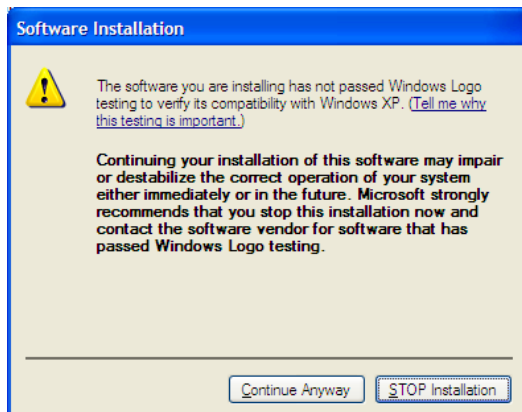 Software Installation
The software you are installing has not passed Windows Logo
testing to verify its compatibility with Windows XP. (Tell me why
this testing is important.)
Continuing your installation of this software may impair
or destabilize the correct operation of your system
either immediately or in the future. Microsoft strongly
recommends that you stop this installation now and
contact the software vendor for software that has
passed Windows Logo testing.
Continue Anyway STOP Installation